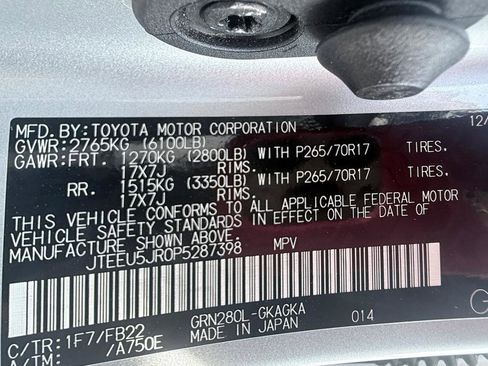 MFD.BY:TOYOTA MOTOR CORPORATION 12/
GVWR:2765KG (6100LB)
GAWR:FRT. 1270KG (2800LB) WITH P265/70R17 TIRES.
17X7J RIMS.
RR. 1515KG (3350LB) WITH P265/70R17 TIRES.
17X7J RIMS.
THIS VEHICLE CONFORMS TO ALL APPLICABLE FEDERAL MOTOR
VEHICLE SAFETY STANDARDS IN EFFECT ON THE DATE OF
MANUFACTURE SHOWN ABOVE.
JTEEU5JR0P5287398 MPV
C/TR:1F7/FB22 GRN280L-GKAGKA 014
A/TM: /A750E MADE IN JAPAN